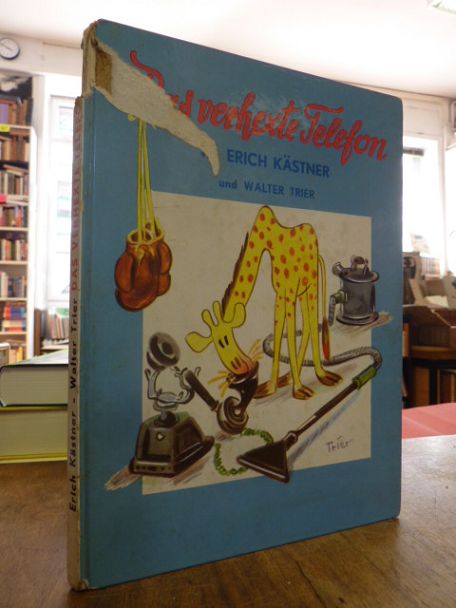 Das verhexte Telefon
ERICH KÄSTNER
und WALTER TRIER
Trier
Erich Kästner - Walter Trier DAS VERHEXTE